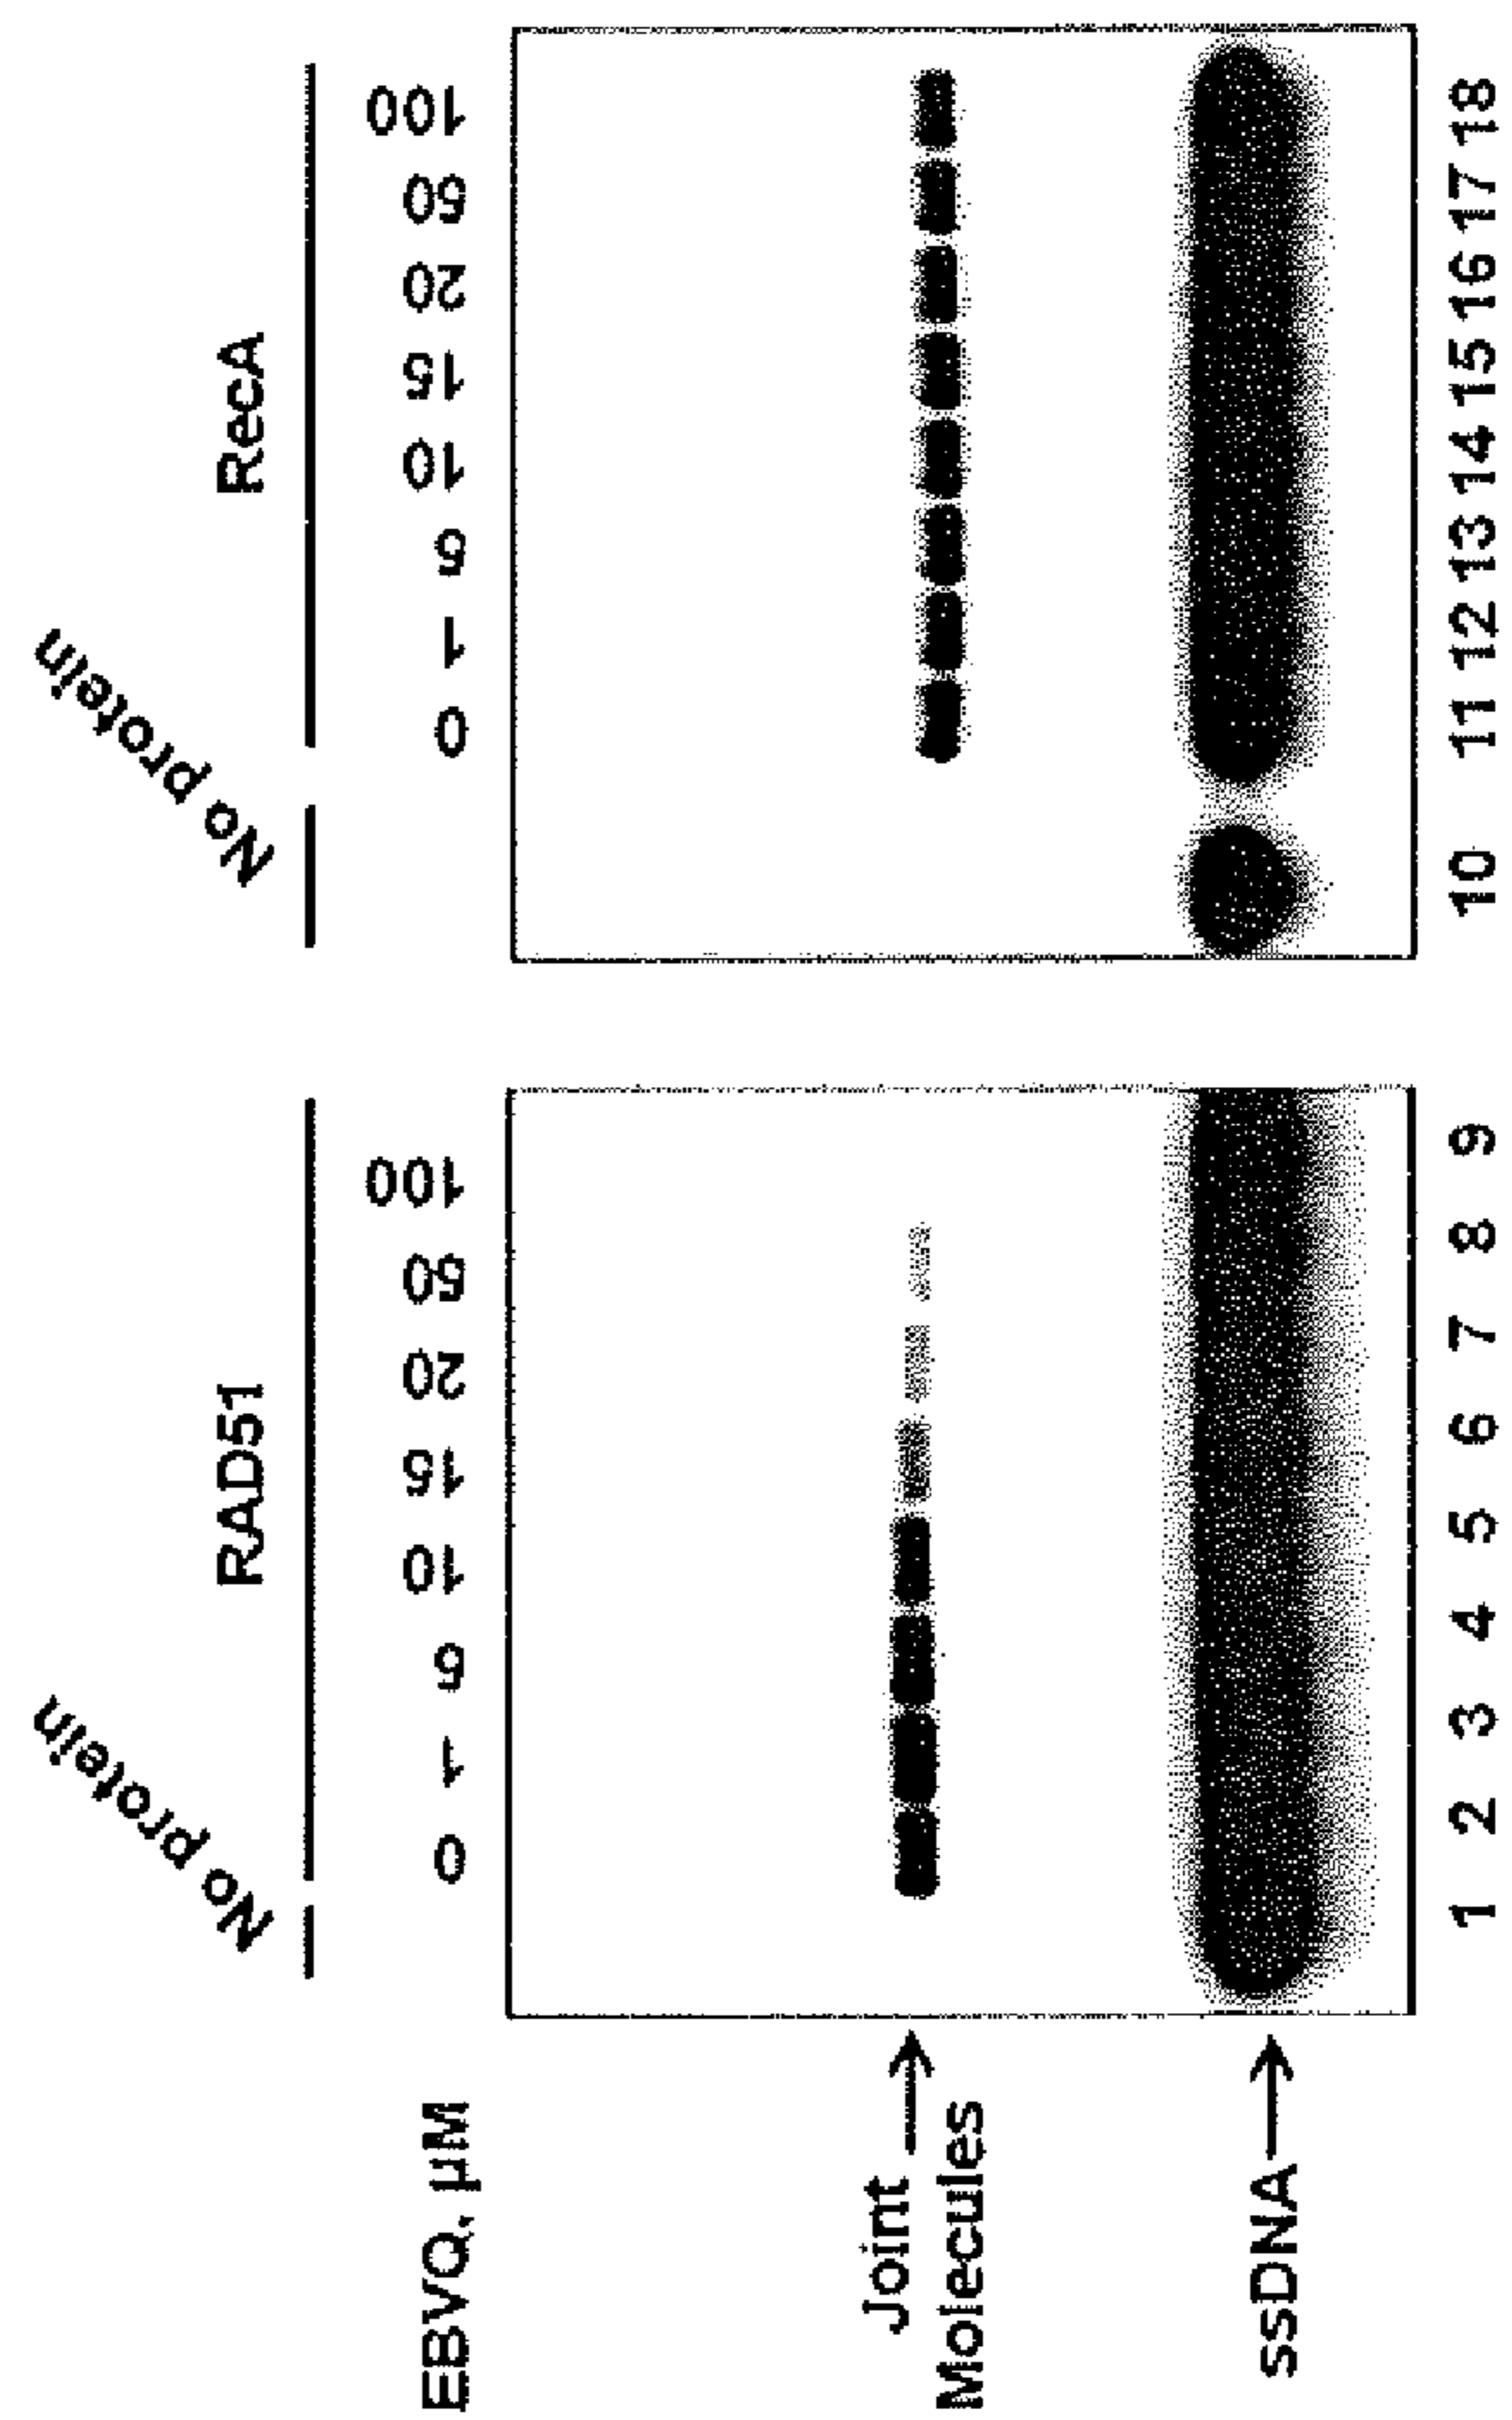 No protein
RAD51
No protein
RecA
EBVQ, µM
0 1 5 10 15 20 50 100
0 1 5 10 15 20 50 100
Joint
Molecules
ssDNA
1 2 3 4 5 6 7 8 9
10 11 12 13 14 15 16 17 18